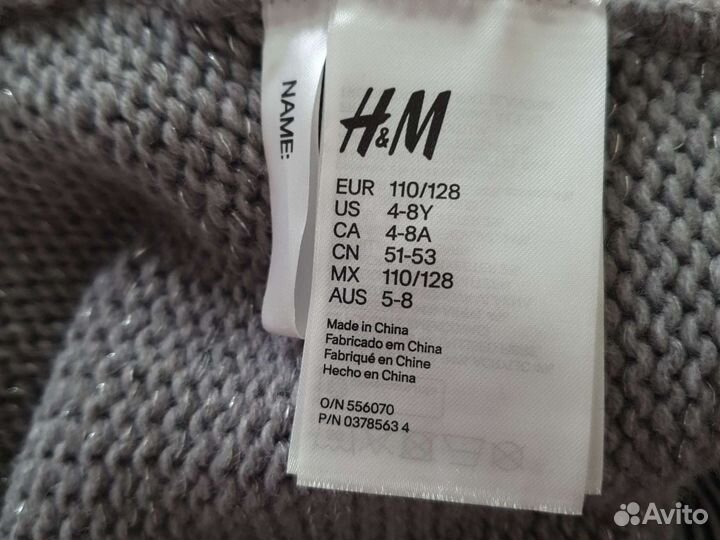 NAME:
H&M
EUR 110/128
US 4-8Y
CA 4-8A
CN 51-53
MX 110/128
AUS 5-8
Made in China
Fabricado em China
Fabriqué en Chine
Hecho en China
O/N 556070
P/N 0378563 4
Avito